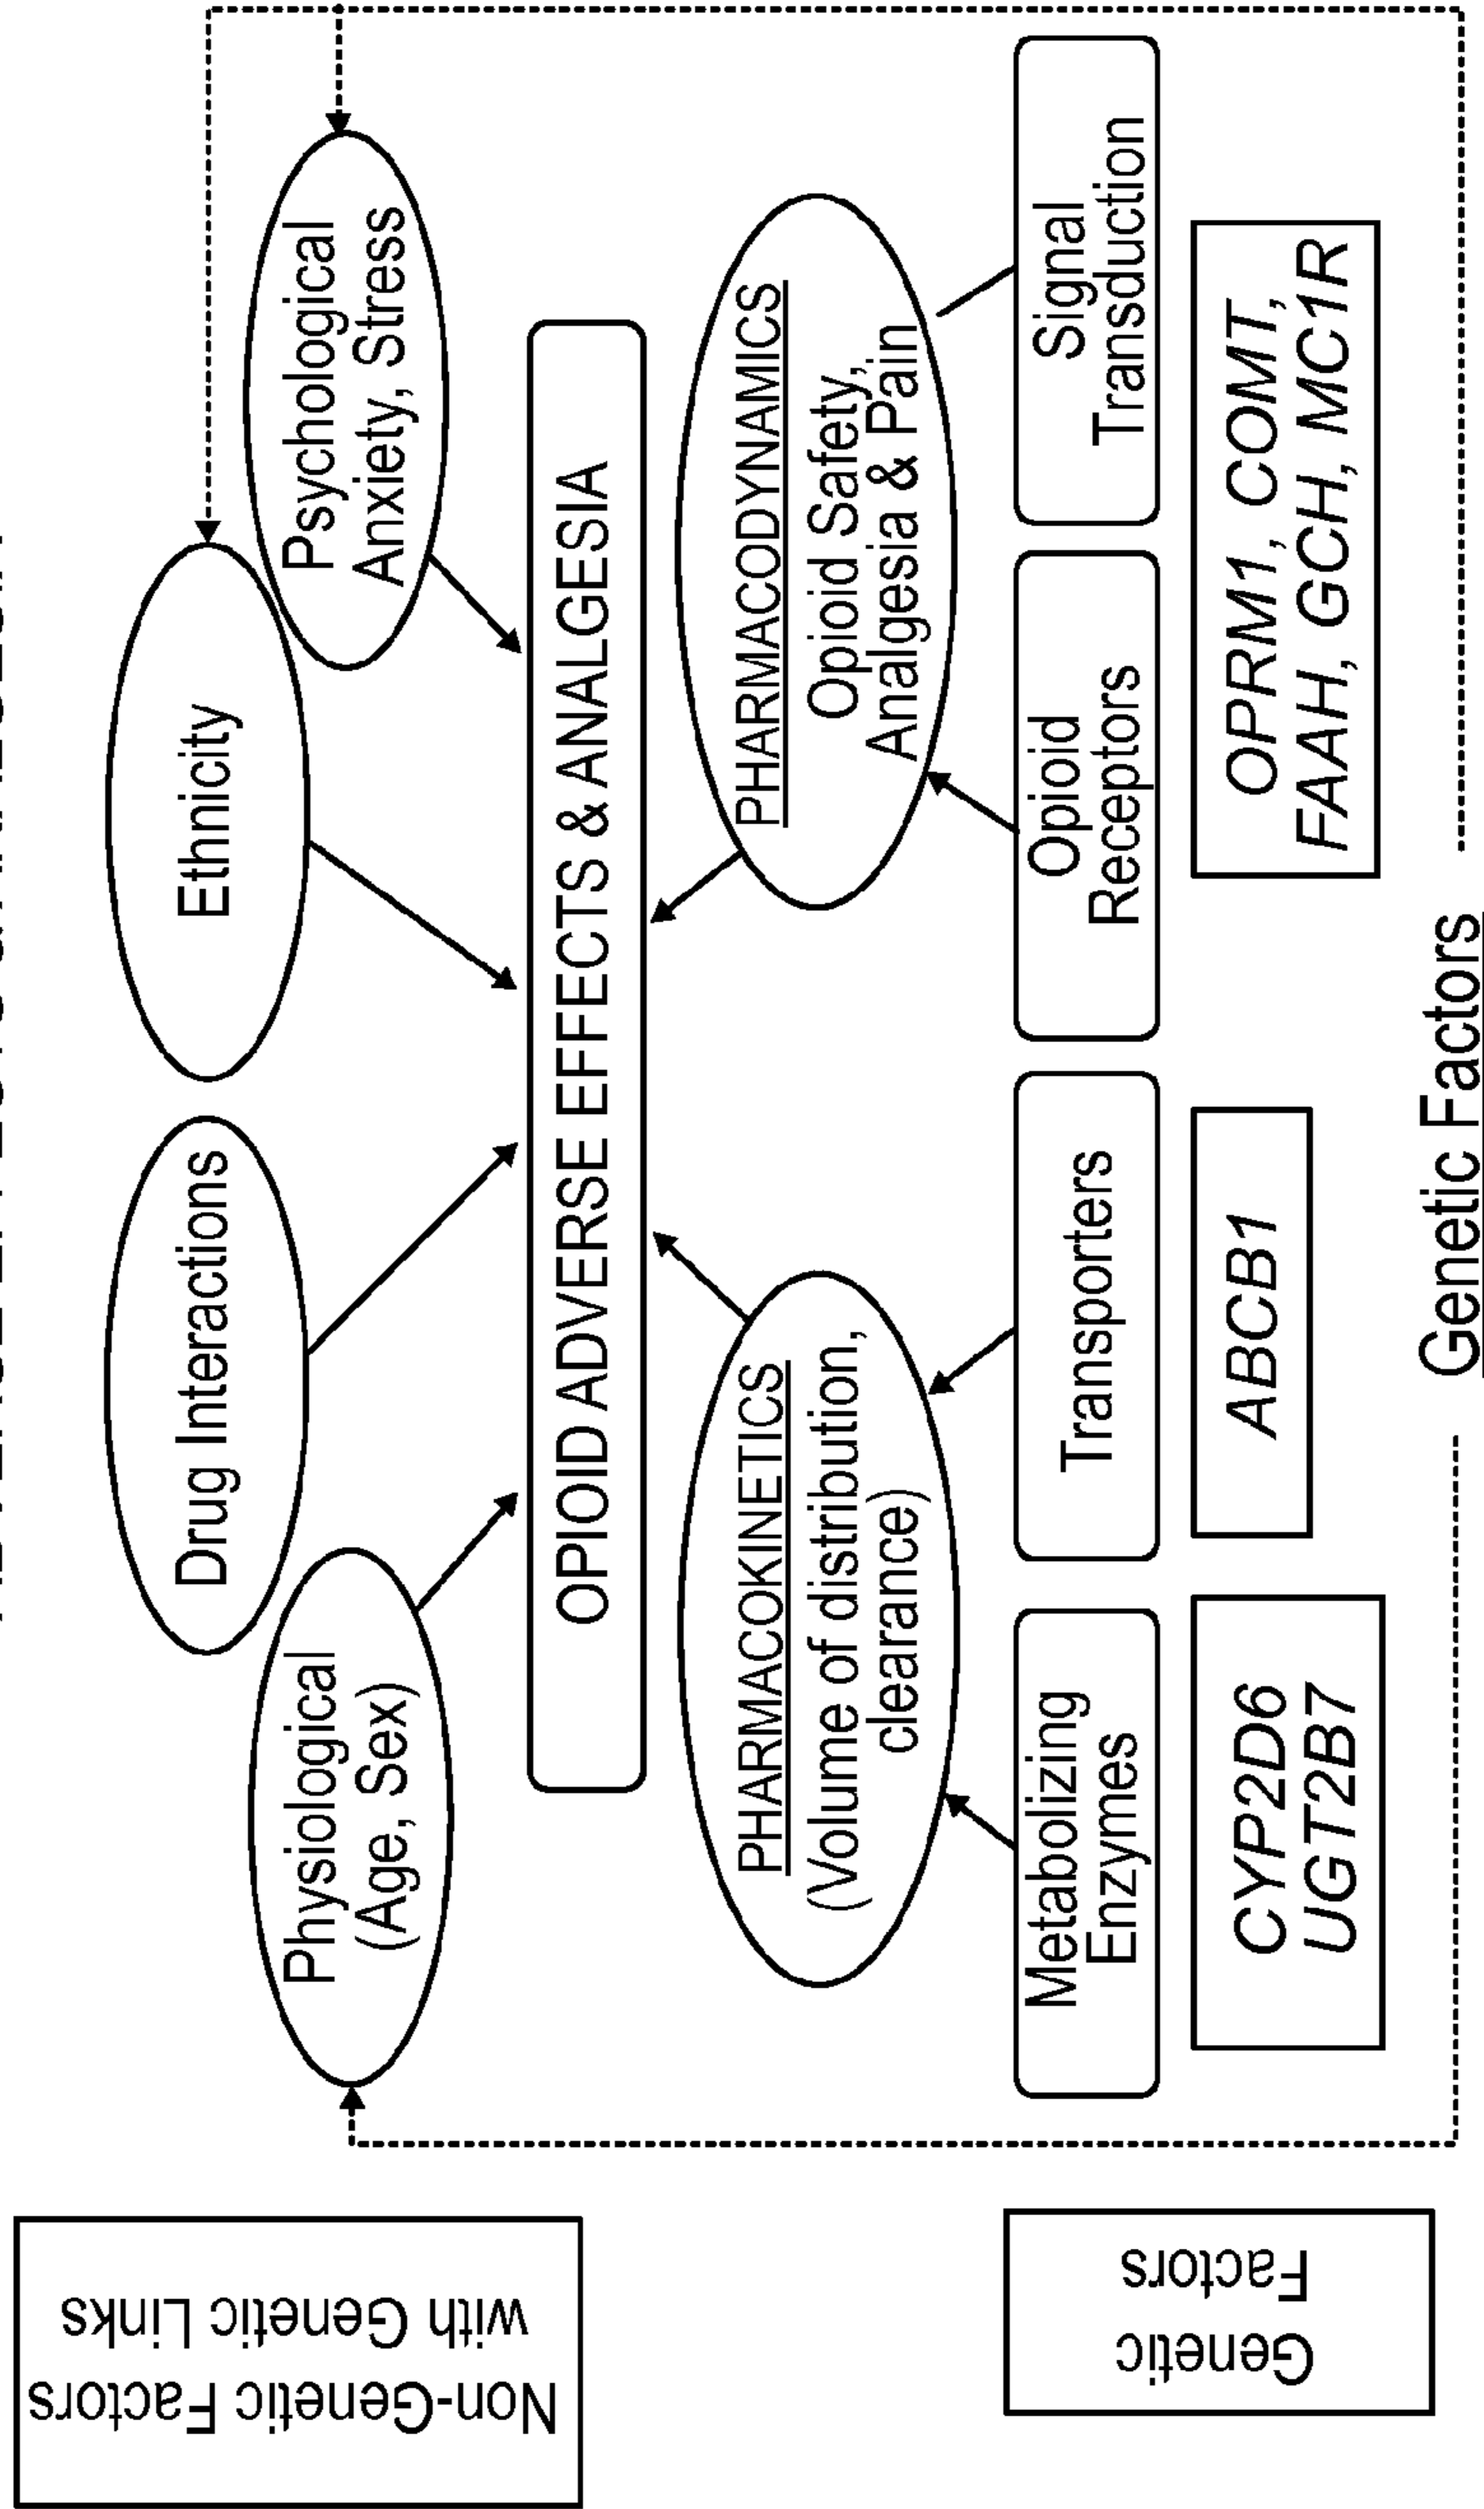 Non-Genetic Factors
with Genetic Links
Physiological
(Age, Sex)
Drug Interactions
Ethnicity
Psychological
Anxiety, Stress
OPIOID ADVERSE EFFECTS & ANALGESIA
PHARMACOKINETICS
(Volume of distribution,
clearance)
PHARMACODYNAMICS
Opioid Safety,
Analgesia & Pain
Genetic
Factors
Metabolizing
Enzymes
Transporters
Opioid
Receptors
Signal
Transduction
CYP2D6
UGT2B7
ABCB1
OPRM1, COMT,
FAAH, GCH, MC1R
Genetic Factors